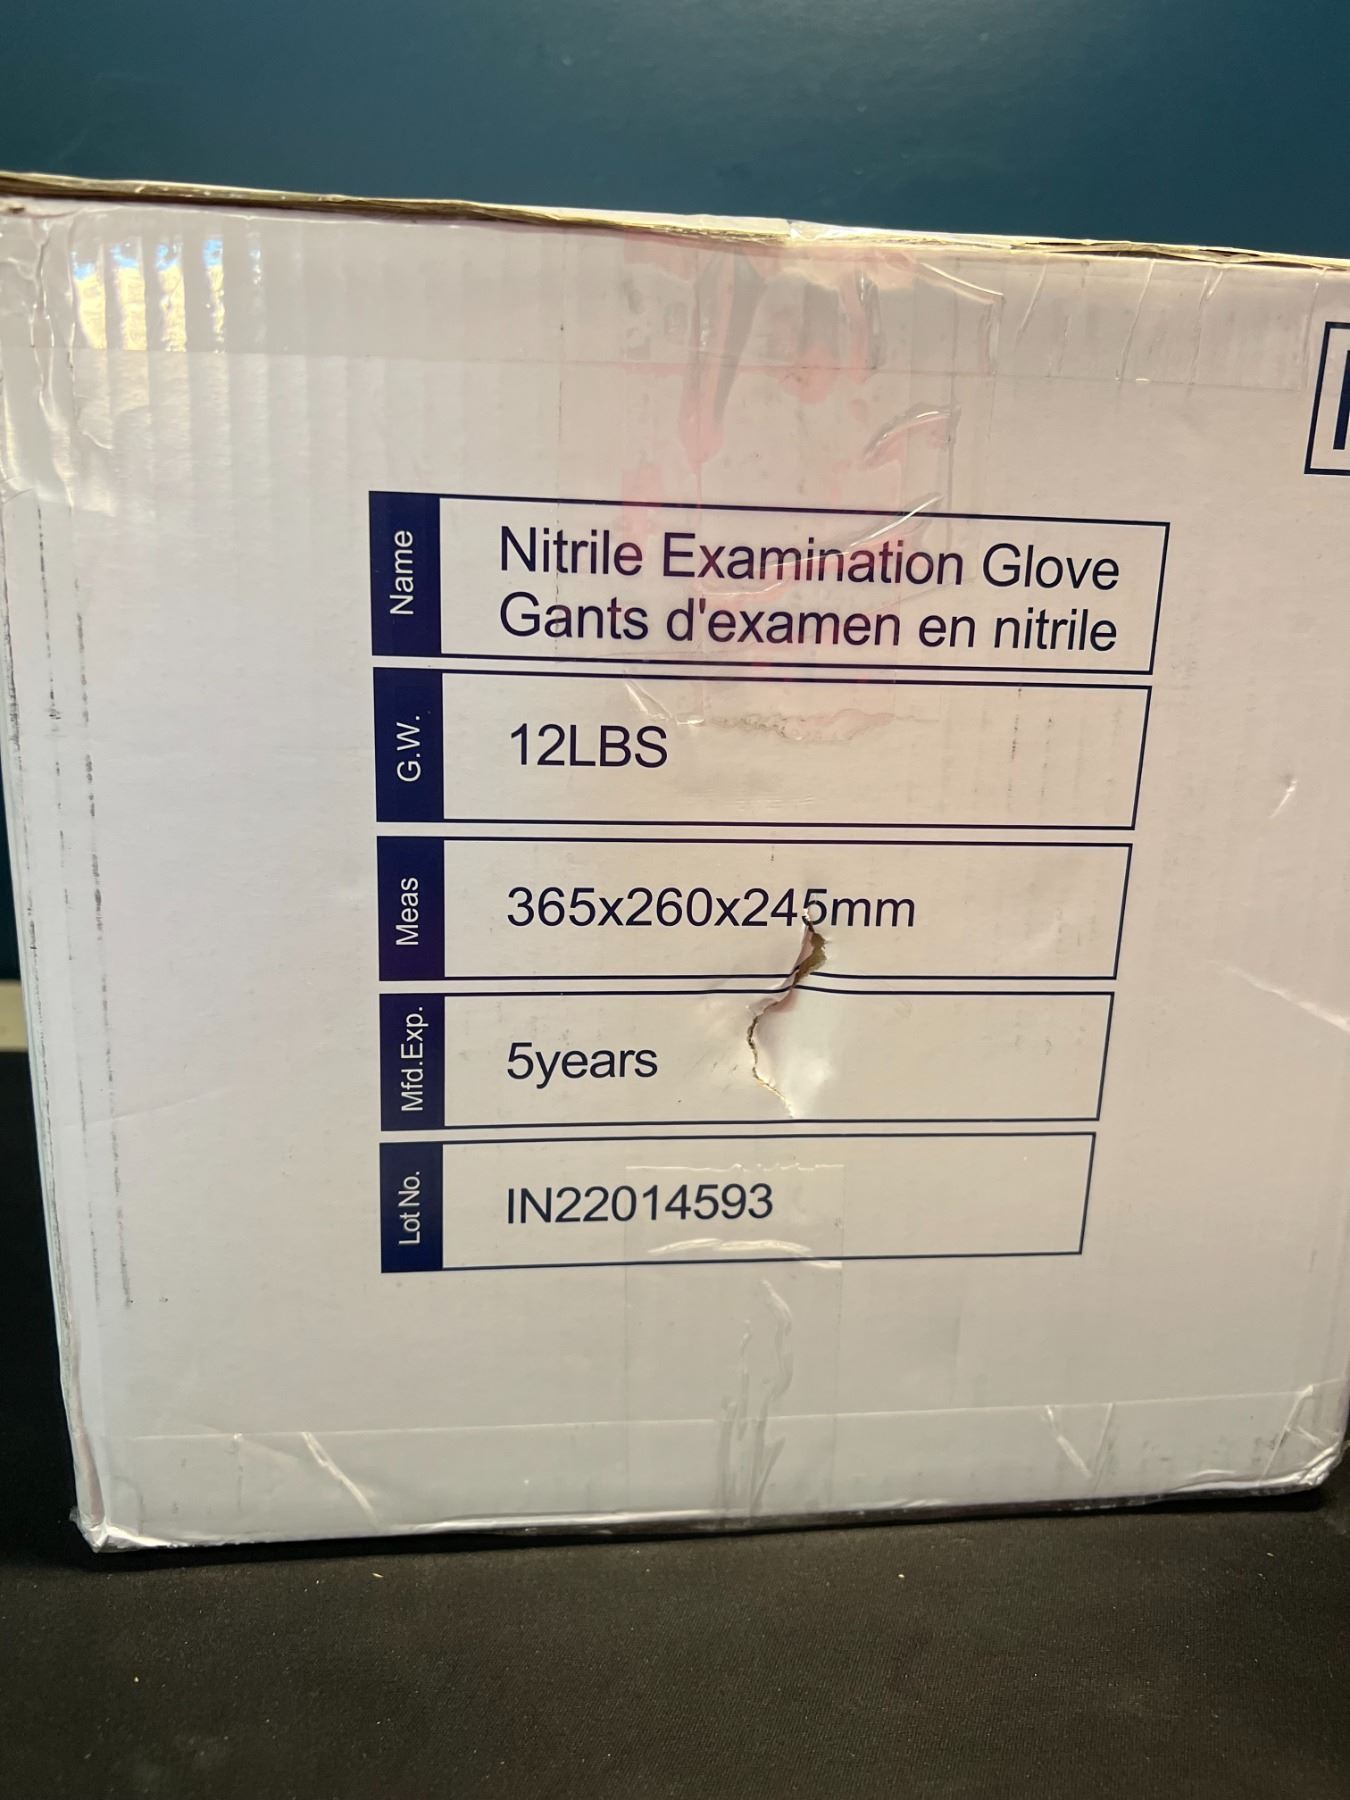 Name
Nitrile Examination Glove
Gants d'examen en nitrile
G.W.
12LBS
Meas
365x260x245mm
Mfd.Exp.
5years
Lot No.
IN22014593